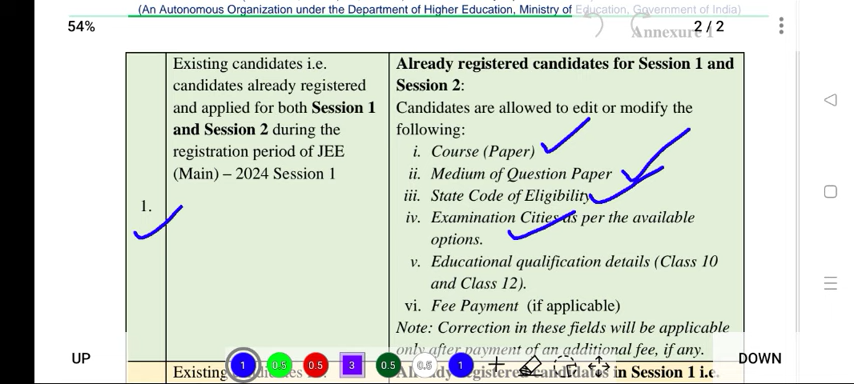 (An Autonomous Organization under the Department of Higher Education, Ministry of Education, Government of India)
54%
2 / 2
Annexure I
Existing candidates i.e.
candidates already registered
and applied for both Session 1
and Session 2 during the
registration period of JEE
(Main) – 2024 Session 1
1.
Already registered candidates for Session 1 and
Session 2:
Candidates are allowed to edit or modify the
following:
i. Course (Paper)
ii. Medium of Question Paper
iii. State Code of Eligibility
iv. Examination Cities as per the available
options.
v. Educational qualification details (Class 10
and Class 12).
vi. Fee Payment (if applicable)
Note: Correction in these fields will be applicable
only after payment of an additional fee, if any.
UP
1
0.5
0.5
3
0.5
0.5
1
DOWN
Existing candidates i.e.
Already registered candidates in Session 1 i.e.